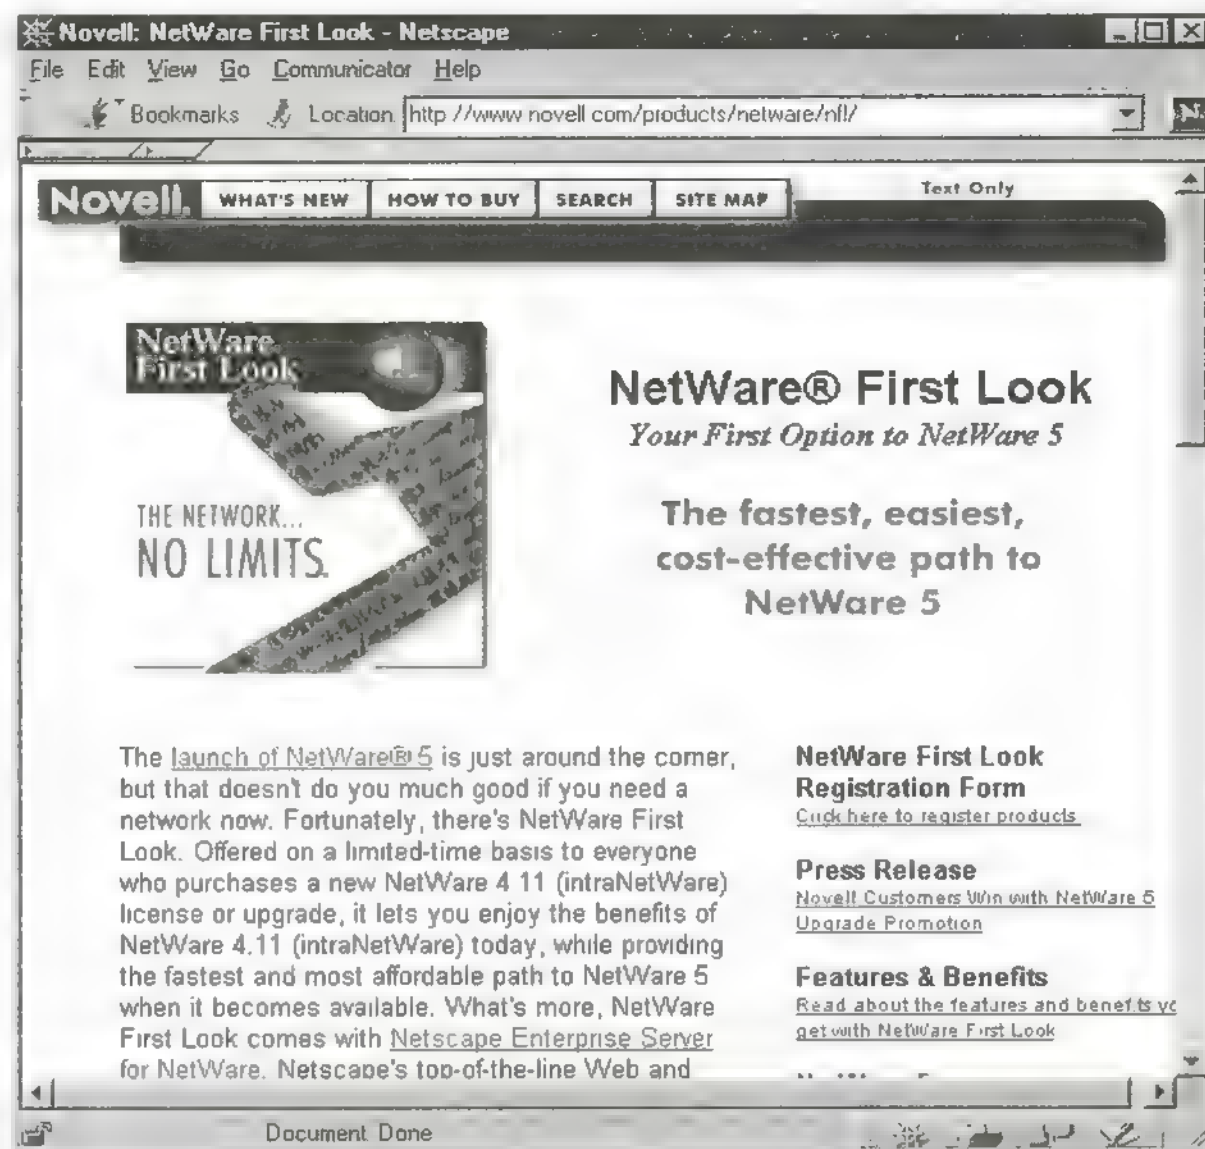 Novell: NetWare First Look - Netscape
File Edit View Go Communicator Help
Bookmarks Location http //www novell com/products/netware/nfl/
Novell. WHAT'S NEW HOW TO BUY SEARCH SITE MAP Text Only
NetWare
First Looks
THE NETWORK...
NO LIMITS.
NetWare® First Look
Your First Option to NetWare 5
The fastest, easiest,
cost-effective path to
NetWare 5
The launch of NetWare® 5 is just around the corner,
but that doesn't do you much good if you need a
network now. Fortunately, there's NetWare First
Look. Offered on a limited-time basis to everyone
who purchases a new NetWare 4 11 (intraNetWare)
license or upgrade, it lets you enjoy the benefits of
NetWare 4.11 (intraNetWare) today, while providing
the fastest and most affordable path to NetWare 5
when it becomes available. What's more, NetWare
First Look comes with Netscape Enterprise Server
for NetWare. Netscape's top-of-the-line Web and
NetWare First Look
Registration Form
Click here to register products
Press Release
Novell Customers Win with NetWare 5
Upgrade Promotion
Features & Benefits
Read about the features and benefits yo
get with NetWare First Look
Document Done